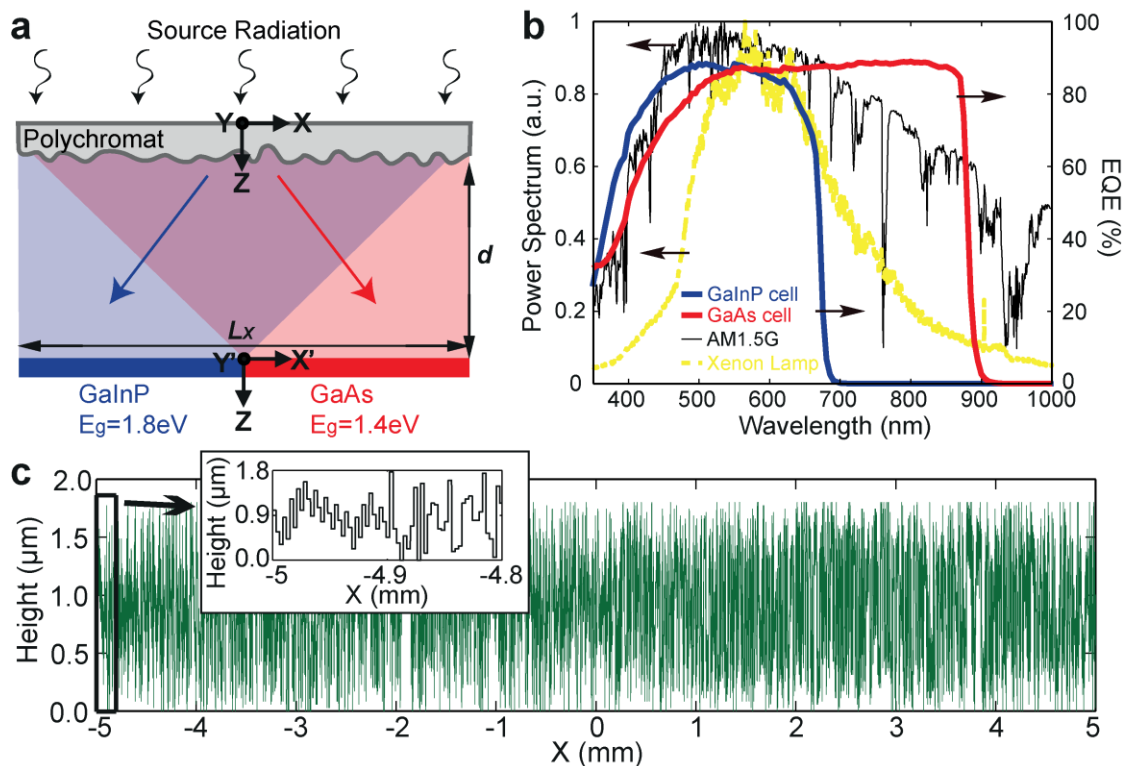 a
Source Radiation
Polychromat
Y
X
Z
d
Lx
Y'
X'
Z
GaInP
Eg=1.8eV
GaAs
Eg=1.4eV
b
Power Spectrum (a.u.)
1
0.8
0.6
0.4
0.2
0
100
80
60
40
20
0
EQE (%)
GaInP cell
GaAs cell
AM1.5G
Xenon Lamp
400 500 600 700 800 900 1000
Wavelength (nm)
c
Height (µm)
2.0
1.5
1.0
0.5
0.0
Height (µm)
1.8
0.9
0.0
-5 -4.9 -4.8
X (mm)
-5 -4 -3 -2 -1 0 1 2 3 4 5
X (mm)